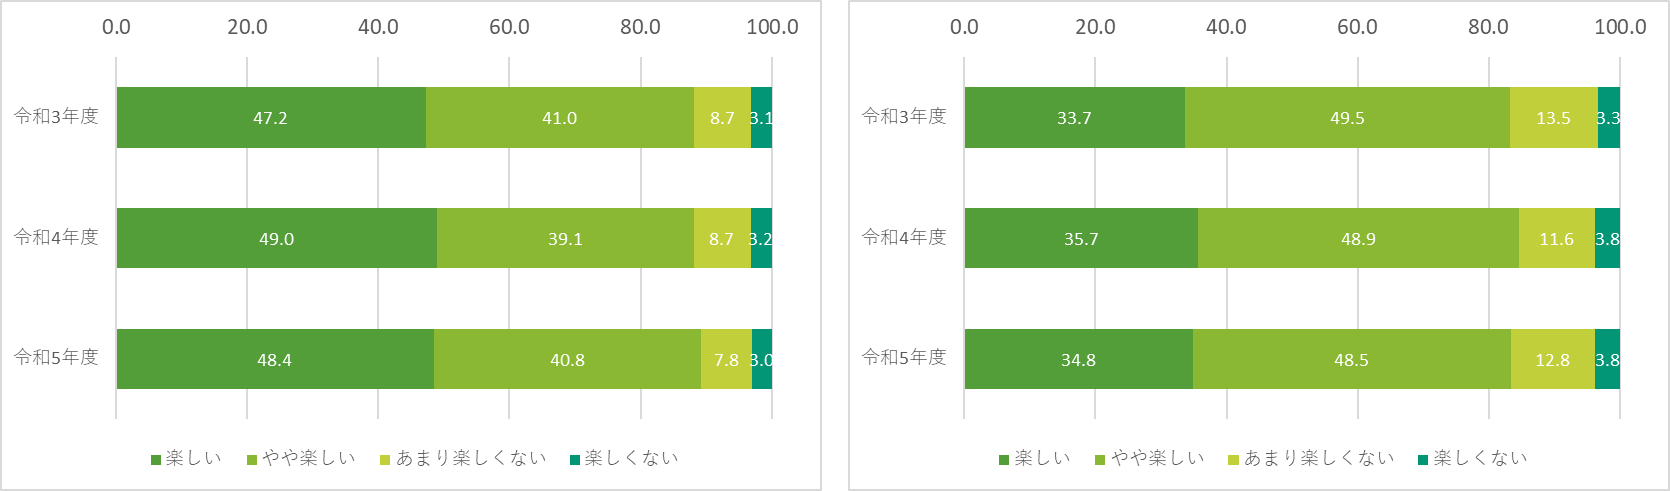 0.0 20.0 40.0 60.0 80.0 100.0
令和3年度 47.2 41.0 8.7 3.1
令和4年度 49.0 39.1 8.7 3.2
令和5年度 48.4 40.8 7.8 3.0
楽しい やや楽しい あまり楽しくない 楽しくない
0.0 20.0 40.0 60.0 80.0 100.0
令和3年度 33.7 49.5 13.5 3.3
令和4年度 35.7 48.9 11.6 3.8
令和5年度 34.8 48.5 12.8 3.8
楽しい やや楽しい あまり楽しくない 楽しくない